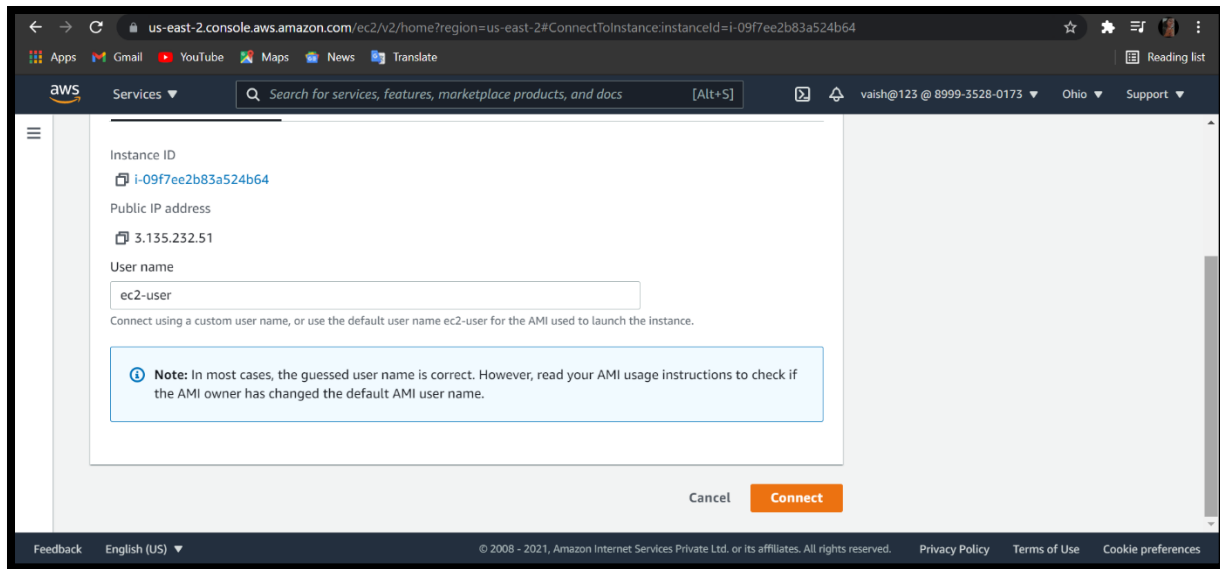 us-east-2.console.aws.amazon.com/ec2/v2/home?region=us-east-2#ConnectToInstance:instanceId=i-09f7ee2b83a524b64
Apps Gmail YouTube Maps News Translate Reading list
aws Services ▼ Search for services, features, marketplace products, and docs [Alt+S] vaish@123 @ 8999-3528-0173 ▼ Ohio ▼ Support ▼
Instance ID
i-09f7ee2b83a524b64
Public IP address
3.135.232.51
User name
ec2-user
Connect using a custom user name, or use the default user name ec2-user for the AMI used to launch the instance.
Note: In most cases, the guessed user name is correct. However, read your AMI usage instructions to check if
the AMI owner has changed the default AMI user name.
Cancel Connect
Feedback English (US) ▼ © 2008 - 2021, Amazon Internet Services Private Ltd. or its affiliates. All rights reserved. Privacy Policy Terms of Use Cookie preferences